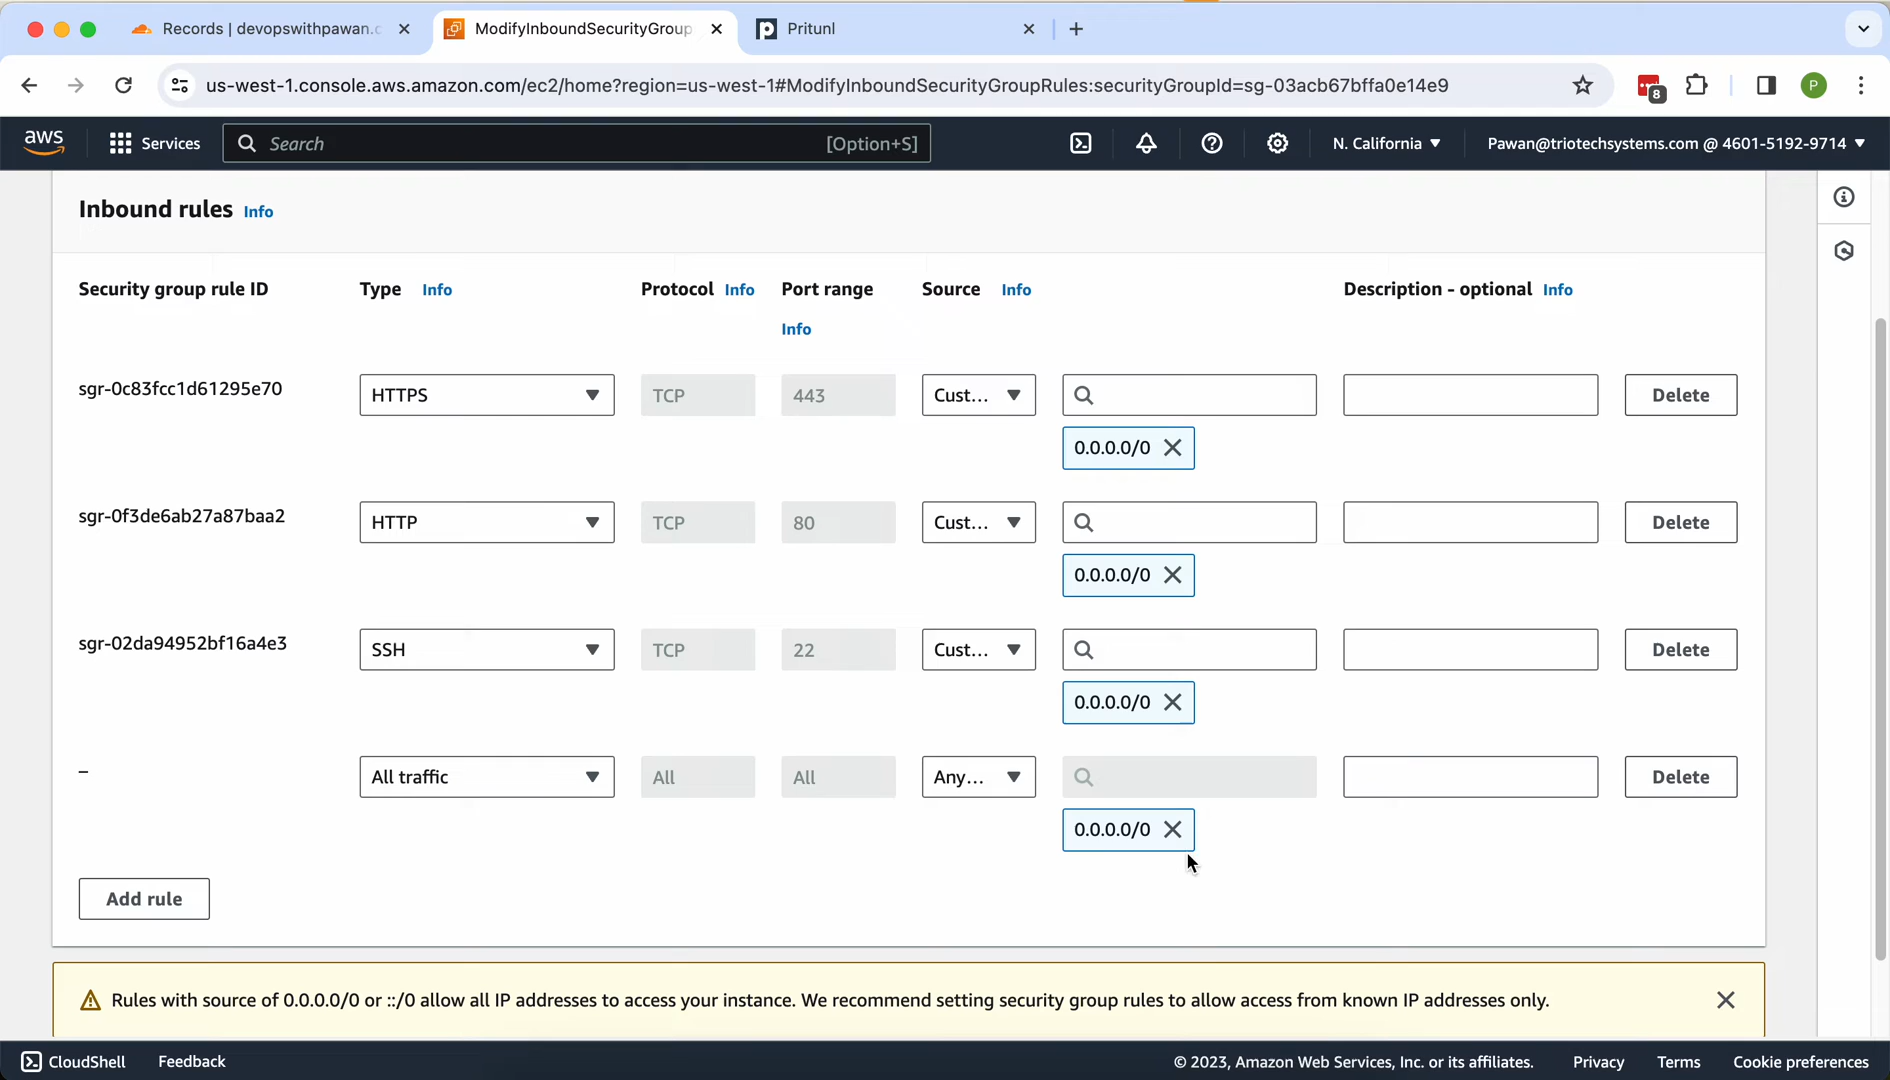 Records | devopswithpawan.c
ModifyInboundSecurityGroup
Pritunl
us-west-1.console.aws.amazon.com/ec2/home?region=us-west-1#ModifyInboundSecurityGroupRules:securityGroupId=sg-03acb67bffa0e14e9
8
P
aws
Services
Search
[Option+S]
N. California
Pawan@triotechsystems.com @ 4601-5192-9714
Inbound rules Info
Security group rule ID
Type Info
Protocol Info
Port range
Info
Source Info
Description - optional Info
sgr-0c83fcc1d61295e70
HTTPS
TCP
443
Cust...
Delete
0.0.0.0/0
sgr-0f3de6ab27a87baa2
HTTP
TCP
80
Cust...
Delete
0.0.0.0/0
sgr-02da94952bf16a4e3
SSH
TCP
22
Cust...
Delete
0.0.0.0/0
–
All traffic
All
All
Any...
Delete
0.0.0.0/0
Add rule
Rules with source of 0.0.0.0/0 or ::/0 allow all IP addresses to access your instance. We recommend setting security group rules to allow access from known IP addresses only.
CloudShell
Feedback
© 2023, Amazon Web Services, Inc. or its affiliates.
Privacy
Terms
Cookie preferences